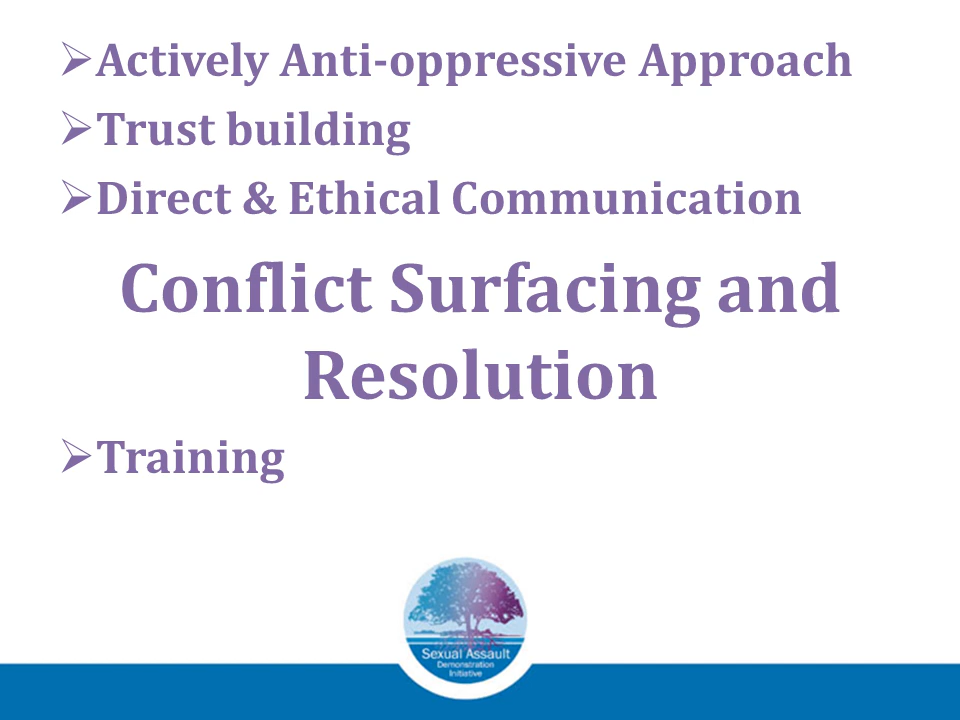 ➢Actively Anti-oppressive Approach
➢Trust building
➢Direct & Ethical Communication
Conflict Surfacing and
Resolution
➢Training
Sexual Assault
Demonstration
Initiative